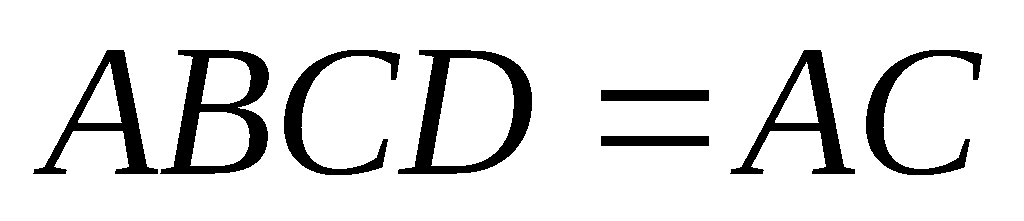 ABCD = AC